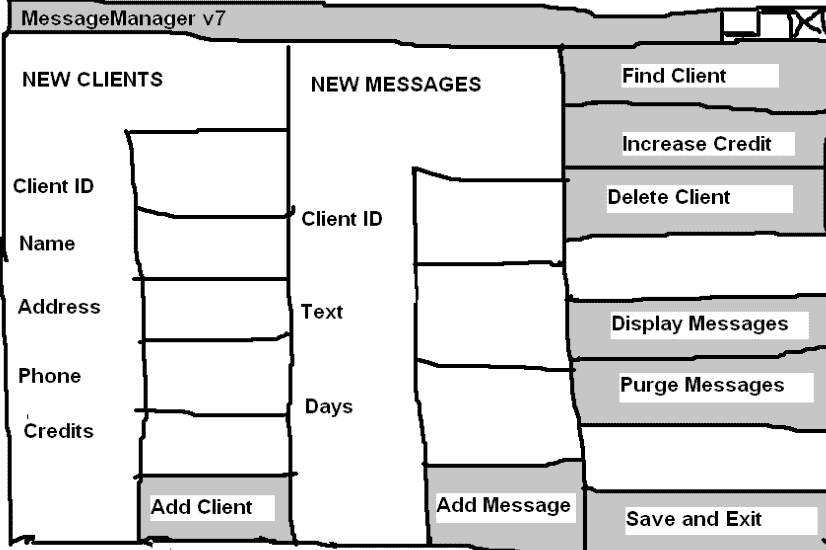 MessageManager v7
NEW CLIENTS
Client ID
Name
Address
Phone
Credits
Add Client
NEW MESSAGES
Client ID
Text
Days
Add Message
Find Client
Increase Credit
Delete Client
Display Messages
Purge Messages
Save and Exit